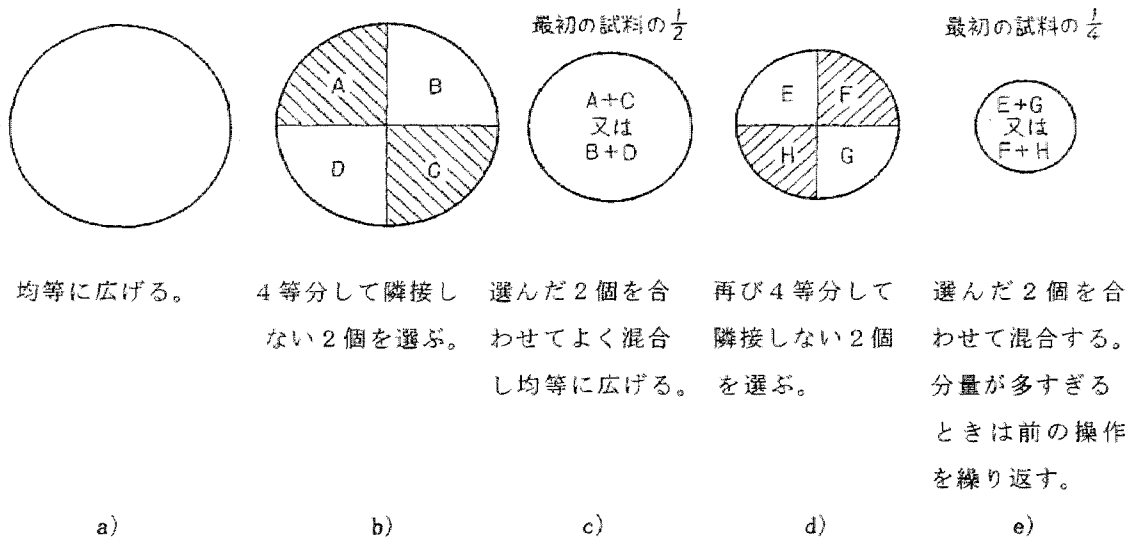 最初の試料の 1/2
最初の試料の 1/4
A
B
D
C
A+C
又は
B+D
E
F
H
G
E+G
又は
F+H
均等に広げる。
4等分して隣接し
ない2個を選ぶ。
選んだ2個を合
わせてよく混合
し均等に広げる。
再び4等分して
隣接しない2個
を選ぶ。
選んだ2個を合
わせて混合する。
分量が多すぎる
ときは前の操作
を繰り返す。
a)
b)
c)
d)
e)